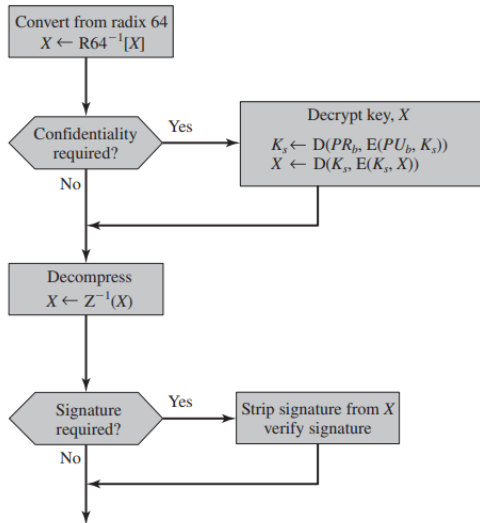 Convert from radix 64
X ← R64⁻¹[X]
Confidentiality
required?
Yes
No
Decrypt key, X
Kₛ ← D(PR_b, E(PU_b, Kₛ))
X ← D(Kₛ, E(Kₛ, X))
Decompress
X ← Z⁻¹(X)
Signature
required?
Yes
No
Strip signature from X
verify signature